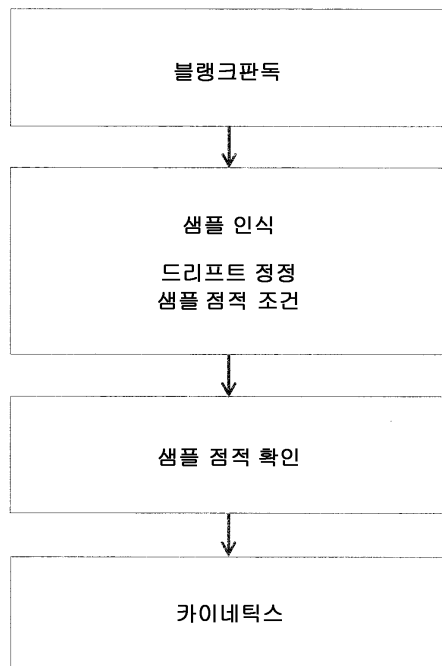 블랭크판독
샘플 인식
드리프트 정정
샘플 점적 조건
샘플 점적 확인
카이네틱스